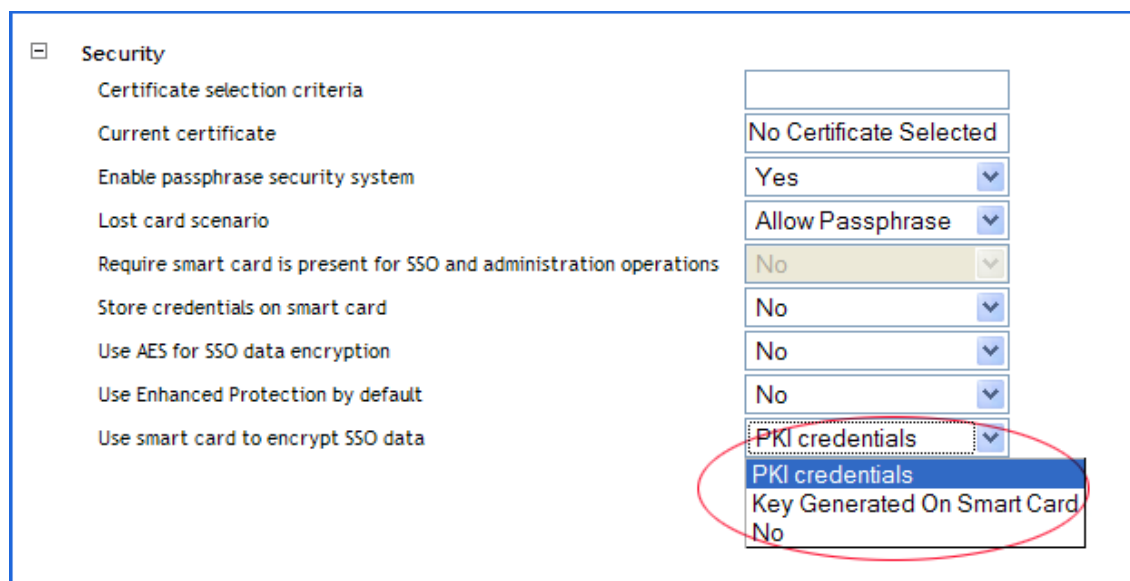 Security
Certificate selection criteria
Current certificate No Certificate Selected
Enable passphrase security system Yes
Lost card scenario Allow Passphrase
Require smart card is present for SSO and administration operations No
Store credentials on smart card No
Use AES for SSO data encryption No
Use Enhanced Protection by default No
Use smart card to encrypt SSO data PKI credentials
PKI credentials
Key Generated On Smart Card
No